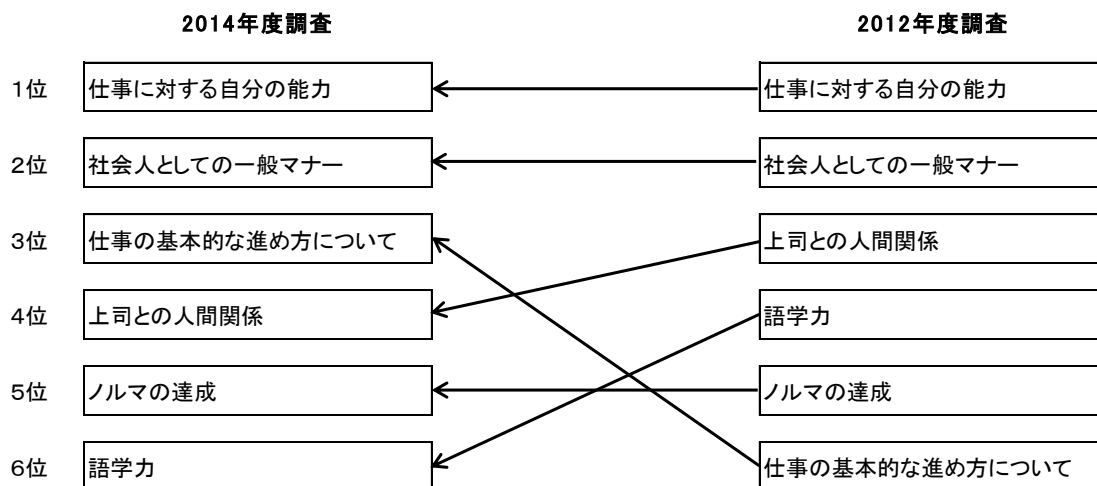 2014年度調査 2012年度調査
1位 仕事に対する自分の能力 仕事に対する自分の能力
2位 社会人としての一般マナー 社会人としての一般マナー
3位 仕事の基本的な進め方について 上司との人間関係
4位 上司との人間関係 語学力
5位 ノルマの達成 ノルマの達成
6位 語学力 仕事の基本的な進め方について